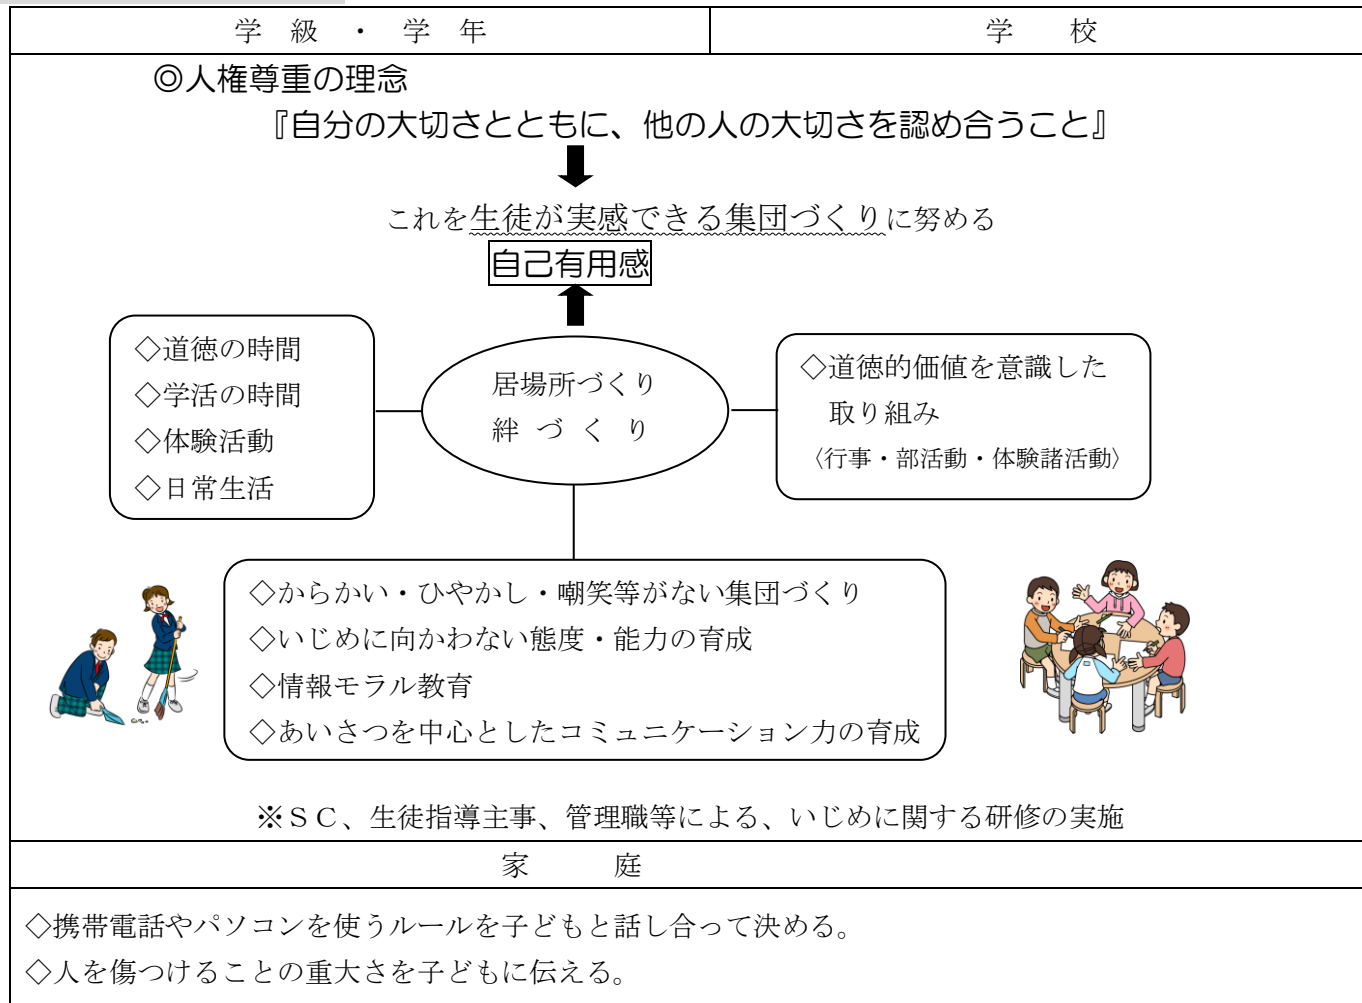 学級・学年
学校
◎人権尊重の理念
『自分の大切さとともに、他の人の大切さを認め合うこと』
これを生徒が実感できる集団づくりに努める
自己有用感
◇道徳の時間
◇学活の時間
◇体験活動
◇日常生活
居場所づくり
絆づくり
◇道徳的価値を意識した
取り組み
〈行事・部活動・体験諸活動〉
◇からかい・ひやかし・嘲笑等がない集団づくり
◇いじめに向かわない態度・能力の育成
◇情報モラル教育
◇あいさつを中心としたコミュニケーション力の育成
※ＳＣ、生徒指導主事、管理職等による、いじめに関する研修の実施
家庭
◇携帯電話やパソコンを使うルールを子どもと話し合って決める。
◇人を傷つけることの重大さを子どもに伝える。